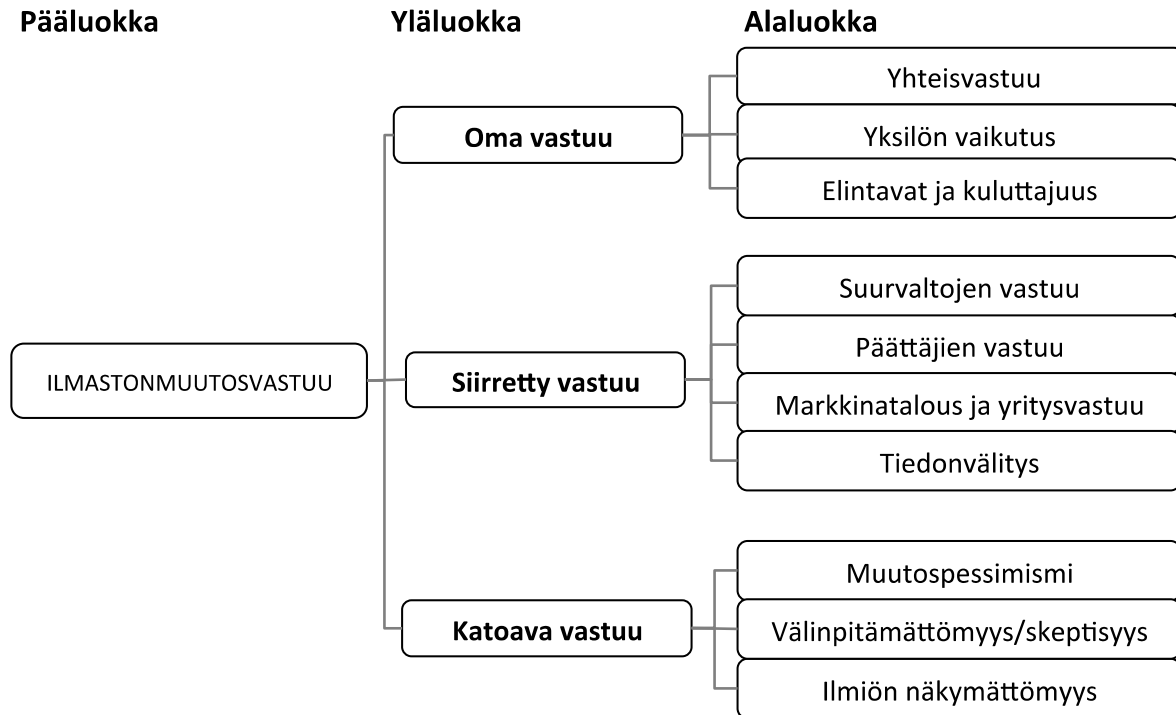 Pääluokka
Yläluokka
Alaluokka
ILMASTONMUUTOSVASTUU
Oma vastuu
Yhteisvastuu
Yksilön vaikutus
Elintavat ja kuluttajuus
Siirretty vastuu
Suurvaltojen vastuu
Päättäjien vastuu
Markkinatalous ja yritysvastuu
Tiedonvälitys
Katoava vastuu
Muutospessimismi
Välinpitämättömyys/skeptisyys
Ilmiön näkymättömyys